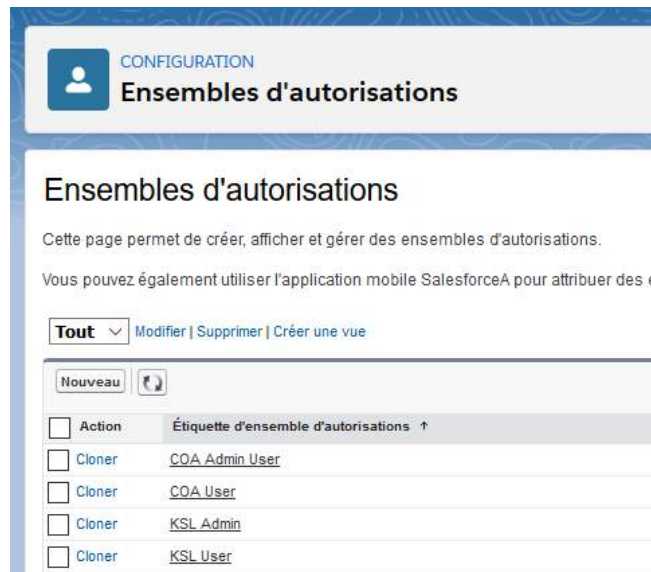 CONFIGURATION
Ensembles d'autorisations
Ensembles d'autorisations
Cette page permet de créer, afficher et gérer des ensembles d'autorisations.
Vous pouvez également utiliser l'application mobile SalesforceA pour attribuer des
Tout Modifier | Supprimer | Créer une vue
Nouveau
Action Étiquette d'ensemble d'autorisations ↑
Cloner COA Admin User
Cloner COA User
Cloner KSL Admin
Cloner KSL User